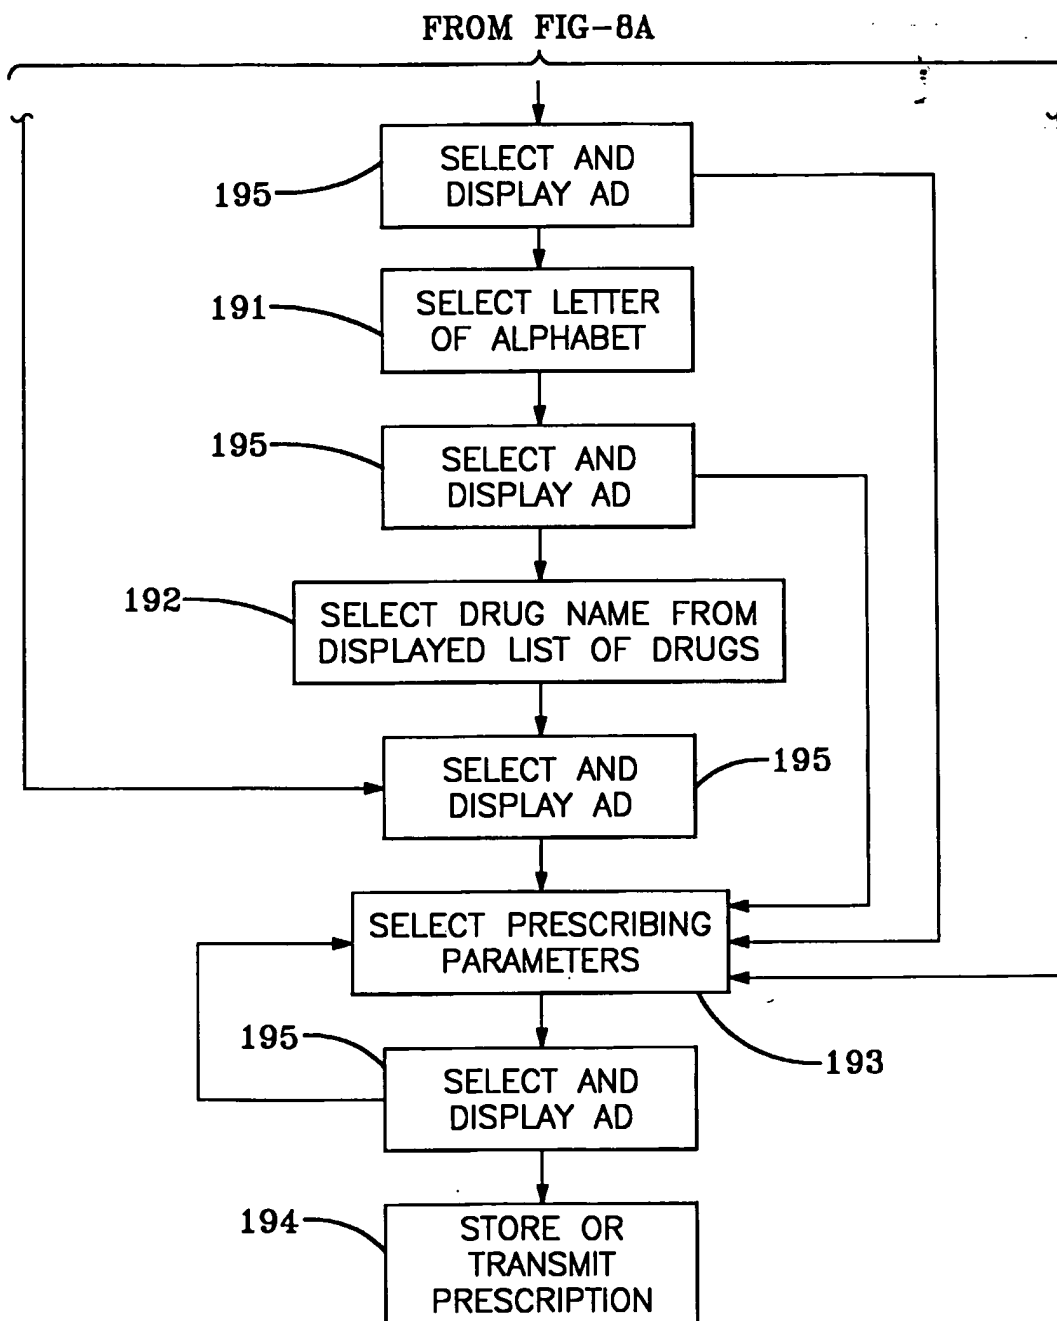 FROM FIG-8A
195
SELECT AND
DISPLAY AD
191
SELECT LETTER
OF ALPHABET
195
SELECT AND
DISPLAY AD
192
SELECT DRUG NAME FROM
DISPLAYED LIST OF DRUGS
SELECT AND
DISPLAY AD
195
SELECT PRESCRIBING
PARAMETERS
193
195
SELECT AND
DISPLAY AD
194
STORE OR
TRANSMIT
PRESCRIPTION